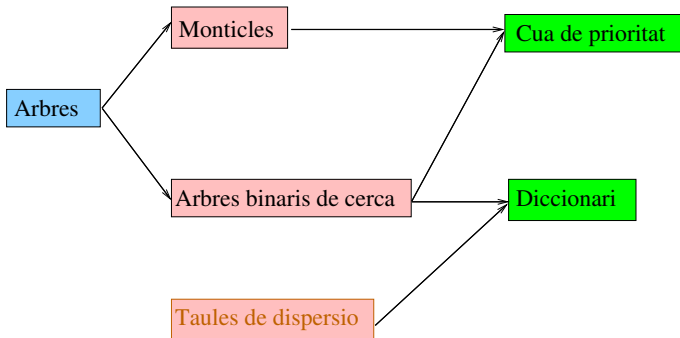 Monticles
Cua de prioritat
Arbres
Arbres binaris de cerca
Diccionari
Taules de dispersio